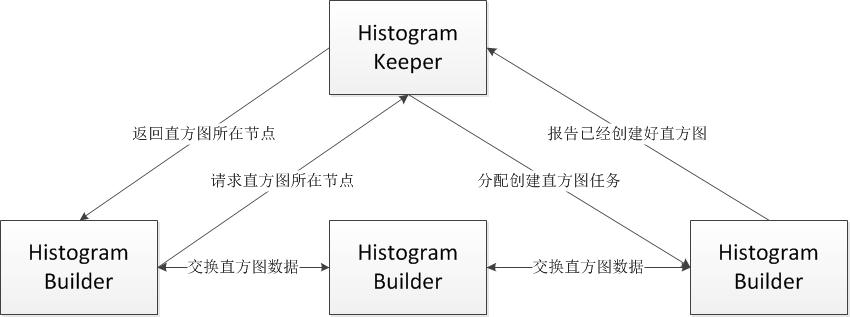 Histogram
Keeper
返回直方图所在节点
报告已经创建好直方图
请求直方图所在节点
分配创建直方图任务
Histogram
Builder
交换直方图数据
Histogram
Builder
交换直方图数据
Histogram
Builder